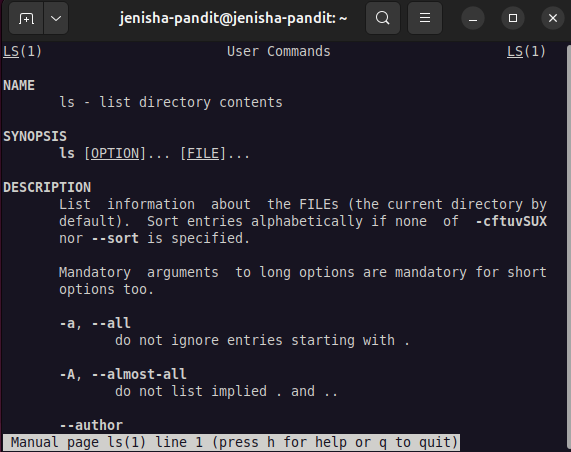 jenisha-pandit@jenisha-pandit: ~
LS(1) User Commands LS(1)
NAME
ls - list directory contents
SYNOPSIS
ls [OPTION]... [FILE]...
DESCRIPTION
List information about the FILEs (the current directory by
default). Sort entries alphabetically if none of -cftuvSUX
nor --sort is specified.
Mandatory arguments to long options are mandatory for short
options too.
-a, --all
do not ignore entries starting with .
-A, --almost-all
do not list implied . and ..
--author
Manual page ls(1) line 1 (press h for help or q to quit)